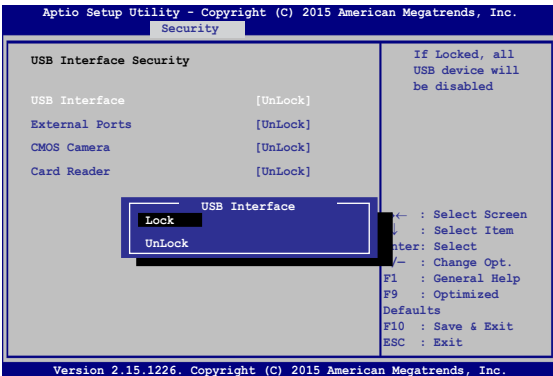 Aptio Setup Utility - Copyright (C) 2015 American Megatrends, Inc.
Security
USB Interface Security
USB Interface [UnLock]
External Ports [UnLock]
CMOS Camera [UnLock]
Card Reader [UnLock]
If Locked, all
USB device will
be disabled
USB Interface
Lock
UnLock
← : Select Screen
↓ : Select Item
nter: Select
/— : Change Opt.
F1 : General Help
F9 : Optimized
Defaults
F10 : Save & Exit
ESC : Exit
Version 2.15.1226. Copyright (C) 2015 American Megatrends, Inc.